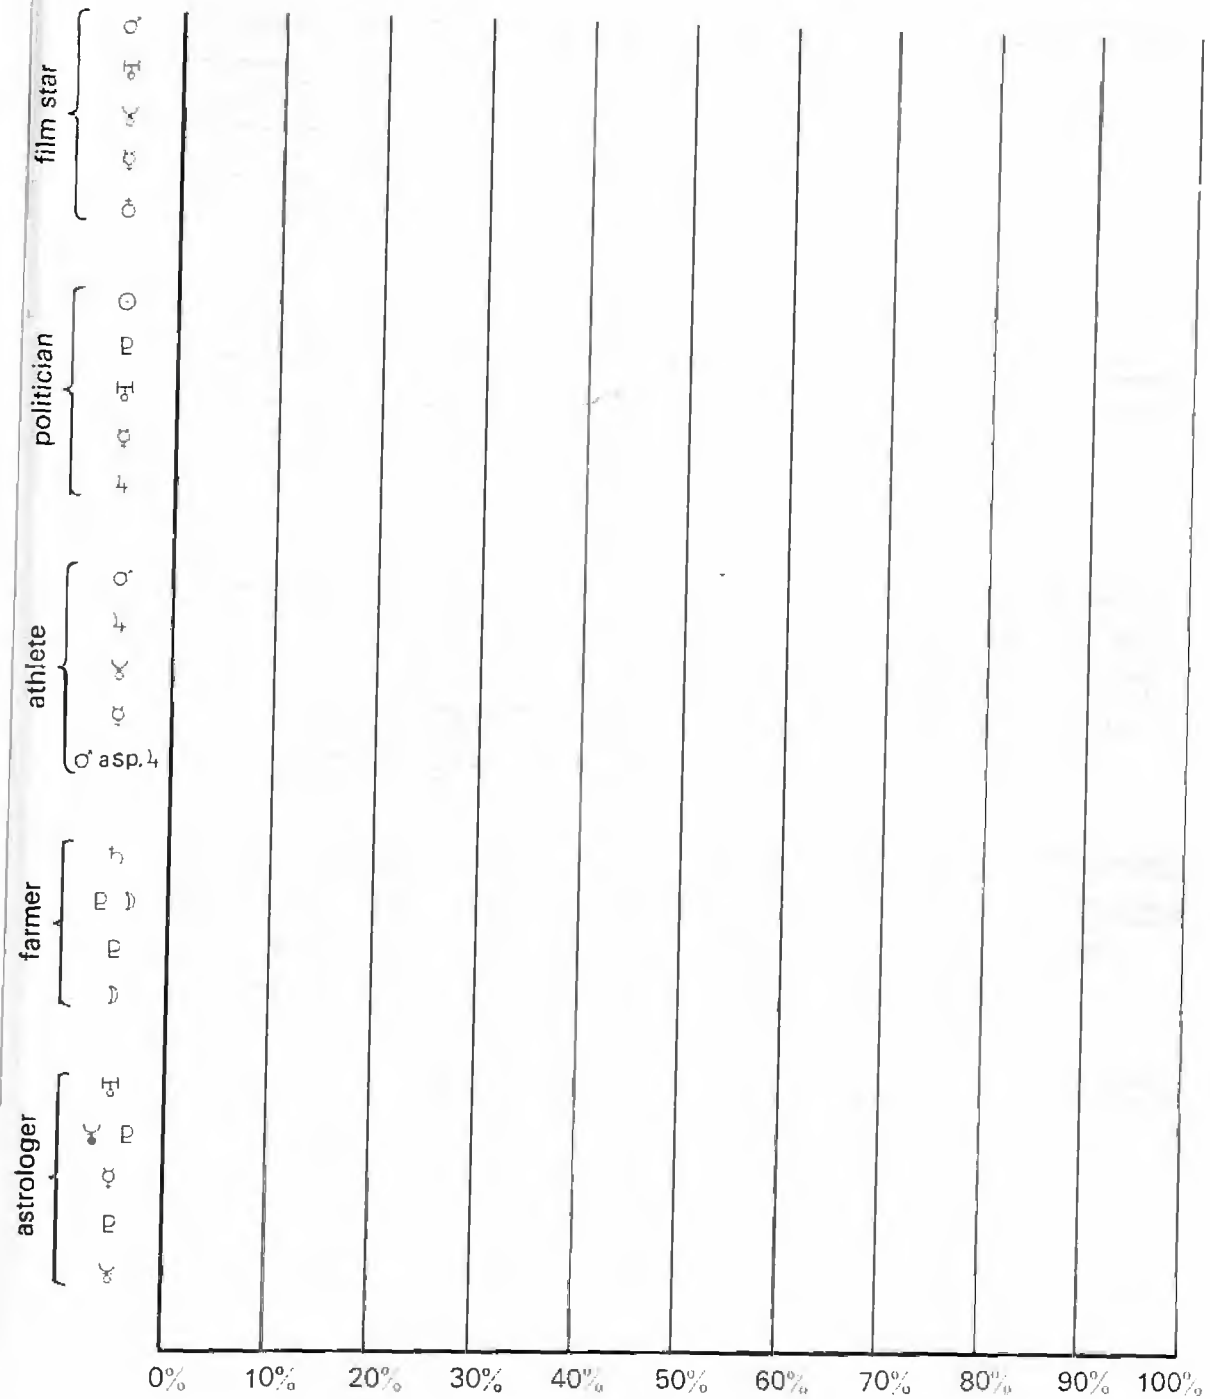 film star
♂
♅
☿
♁
politician
☉
♇
♅
☿
♃
athlete
♂
♃
☿
♂ asp. ♃
farmer
♄
♇ ☽
♇
☽
astrologer
♅
♇
☿
♇
0% 10% 20% 30% 40% 50% 60% 70% 80% 90% 100%